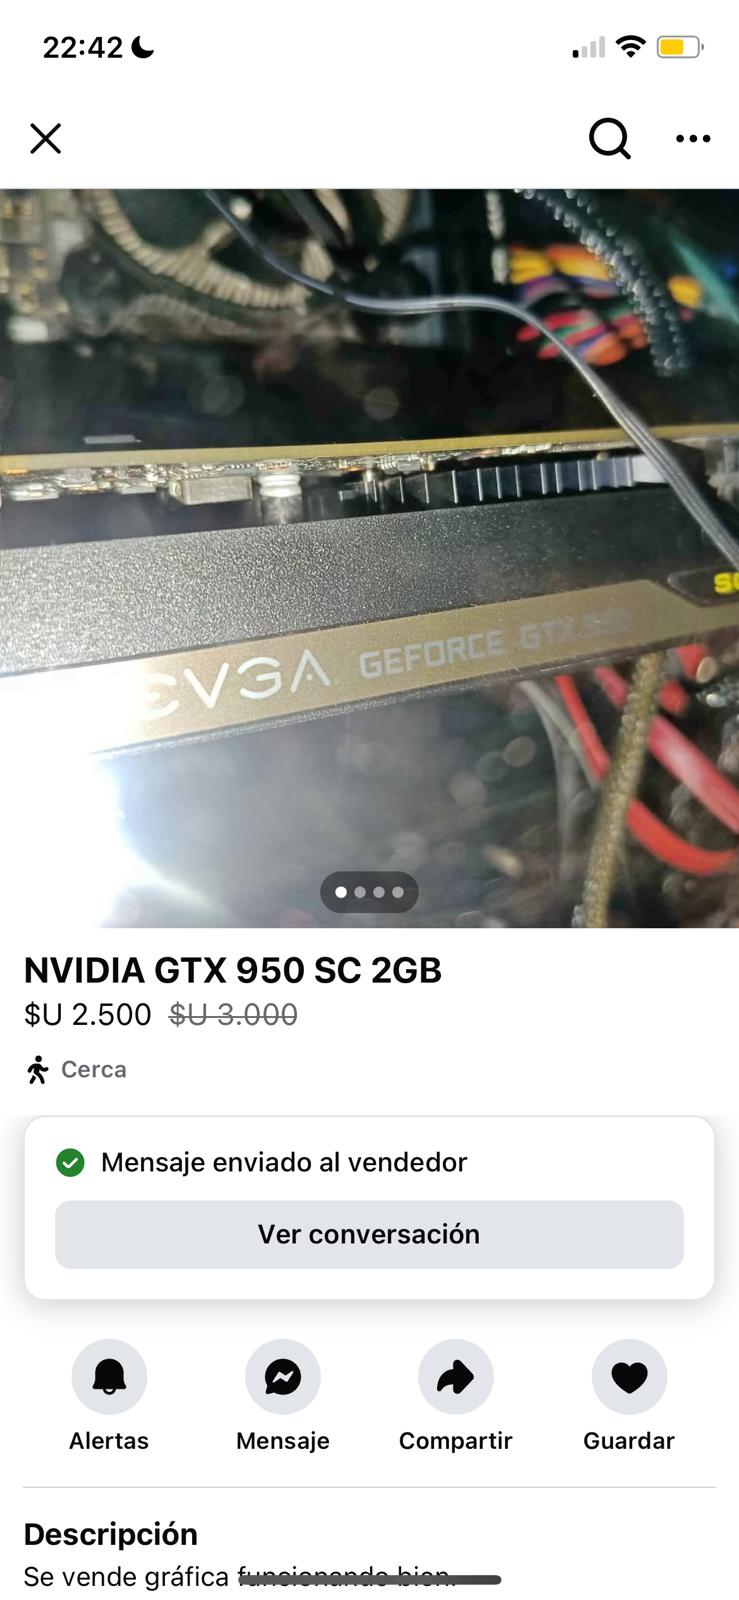 22:42
EVGA GEFORCE GTX 950
SC
NVIDIA GTX 950 SC 2GB
$U 2.500 $U 3.000
Cerca
Mensaje enviado al vendedor
Ver conversación
Alertas
Mensaje
Compartir
Guardar
Descripción
Se vende gráfica funcionando bien.